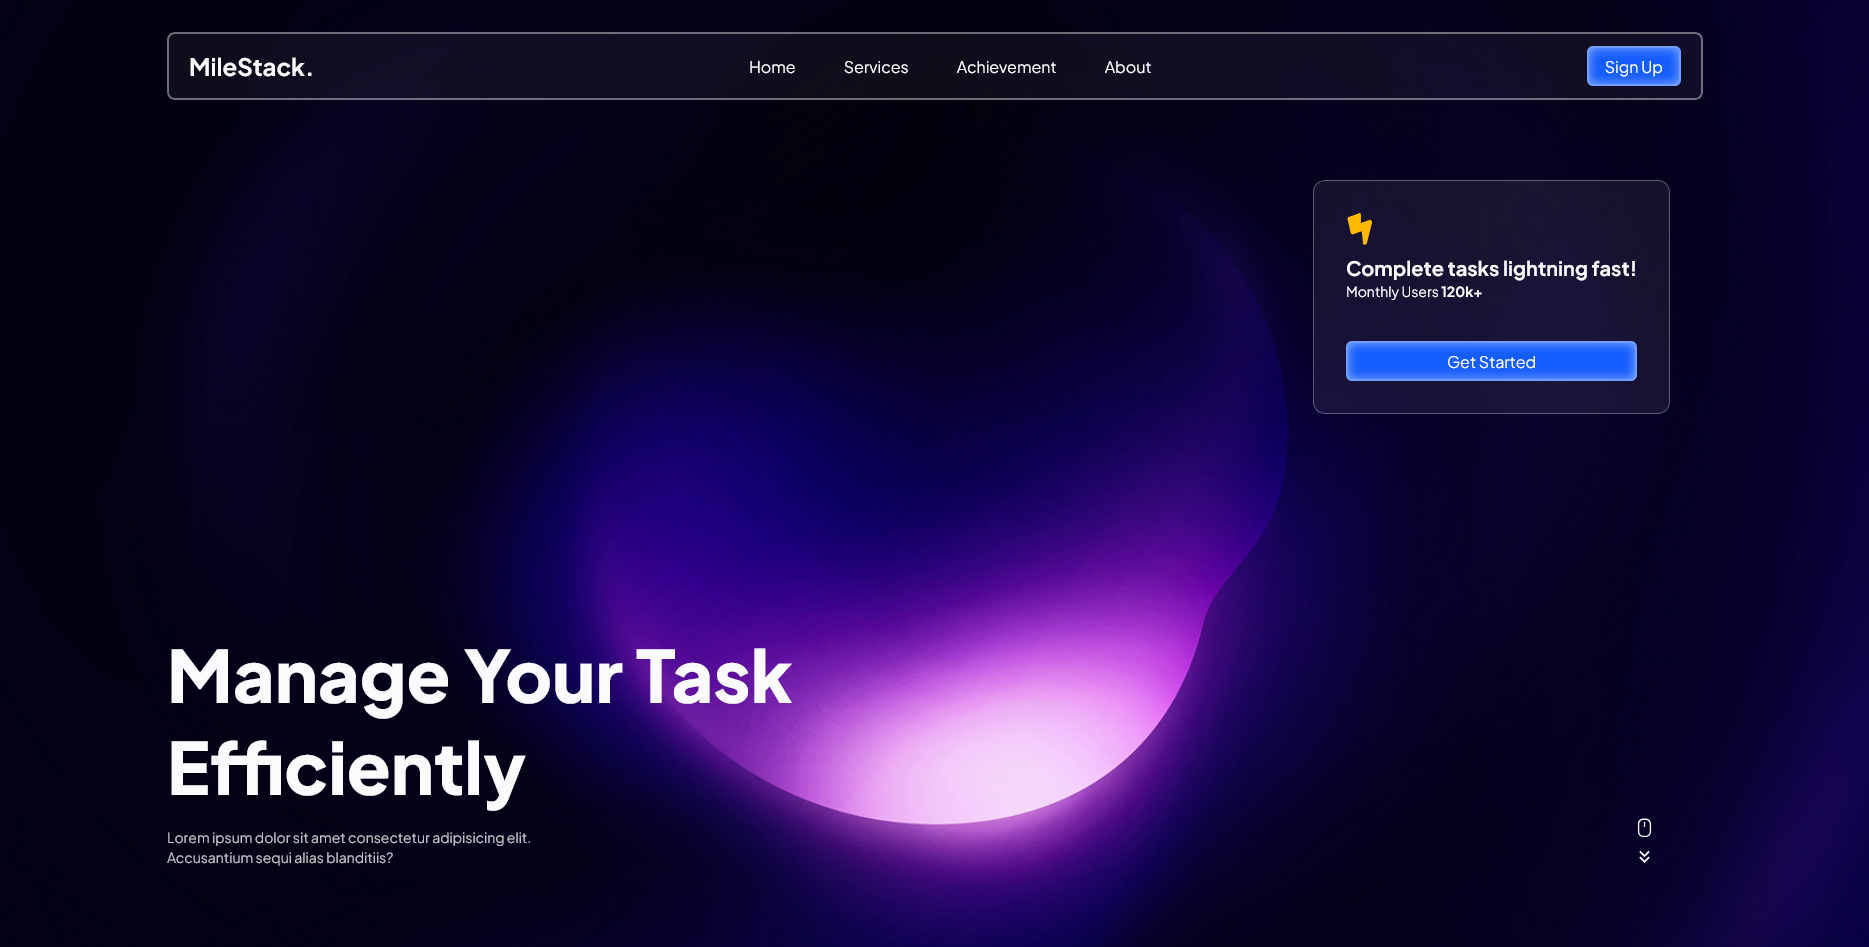 MileStack.
Home
Services
Achievement
About
Sign Up
Complete tasks lightning fast!
Monthly Users 120k+
Get Started
Manage Your Task
Efficiently
Lorem ipsum dolor sit amet consectetur adipisicing elit.
Accusantium sequi alias blanditiis?